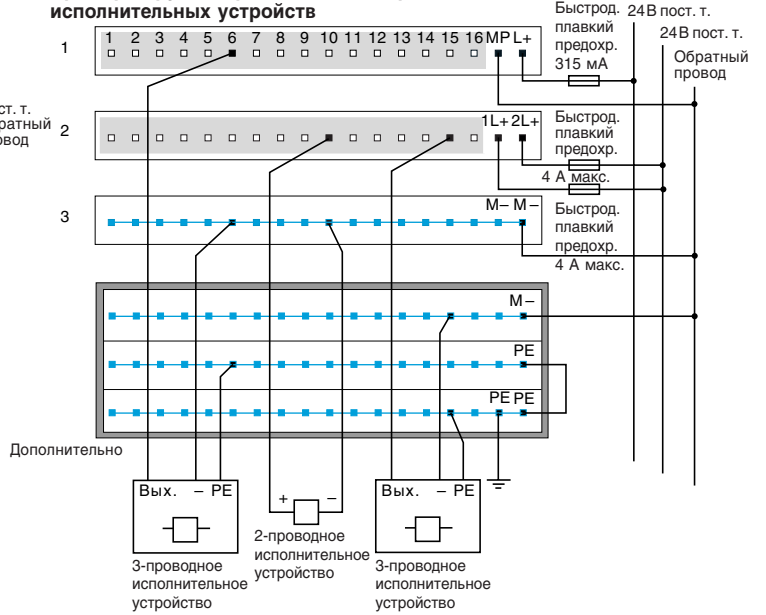 исполнительных устройств
Быстрод.
плавкий
предохр.
315 мА
24В пост. т.
24В пост. т.
Обратный
провод
1
1 2 3 4 5 6 7 8 9 10 11 12 13 14 15 16 MP L+
2
1L+ 2L+
Быстрод.
плавкий
предохр.
4 А макс.
3
M– M–
Быстрод.
плавкий
предохр.
4 А макс.
M–
PE
PE PE
Дополнительно
Вых. – PE
+ –
Вых. – PE
3-проводное
исполнительное
устройство
2-проводное
исполнительное
устройство
3-проводное
исполнительное
устройство